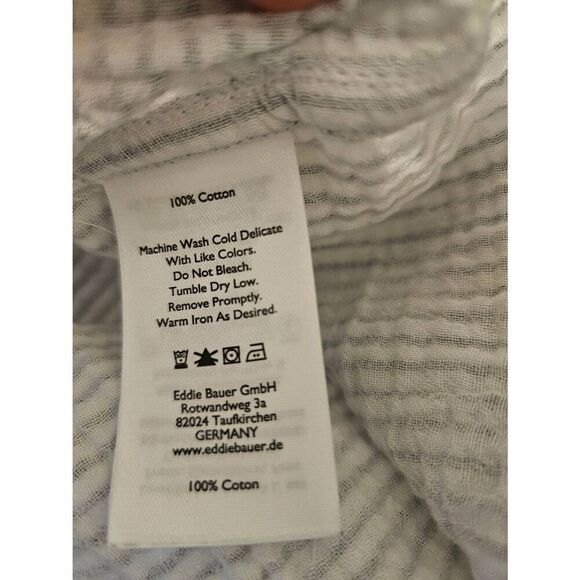 100% Cotton
Machine Wash Cold Delicate
With Like Colors.
Do Not Bleach.
Tumble Dry Low.
Remove Promptly.
Warm Iron As Desired.
Eddie Bauer GmbH
Rotwandweg 3a
82024 Taufkirchen
GERMANY
www.eddiebauer.de
100% Coton